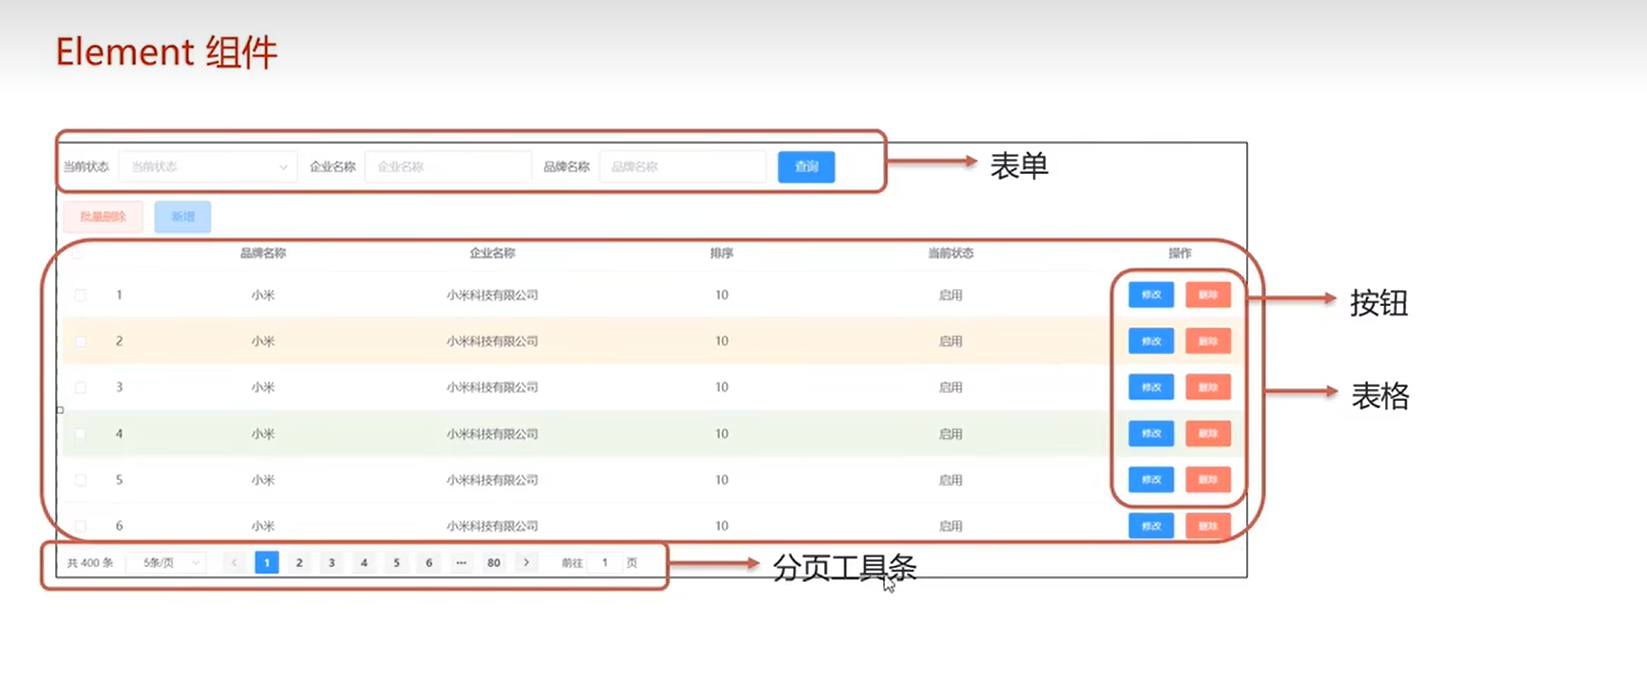 Element 组件
当前状态 当前状态 企业名称 企业名称 品牌名称 品牌名称 查询
表单
批量删除 新增
品牌名称 企业名称 排序 当前状态 操作
1 小米 小米科技有限公司 10 启用 修改 删除
按钮
2 小米 小米科技有限公司 10 启用 修改 删除
3 小米 小米科技有限公司 10 启用 修改 删除
表格
4 小米 小米科技有限公司 10 启用 修改 删除
5 小米 小米科技有限公司 10 启用 修改 删除
6 小米 小米科技有限公司 10 启用 修改 删除
共 400 条 5条/页 < 1 2 3 4 5 6 ··· 80 > 前往 1 页
分页工具条